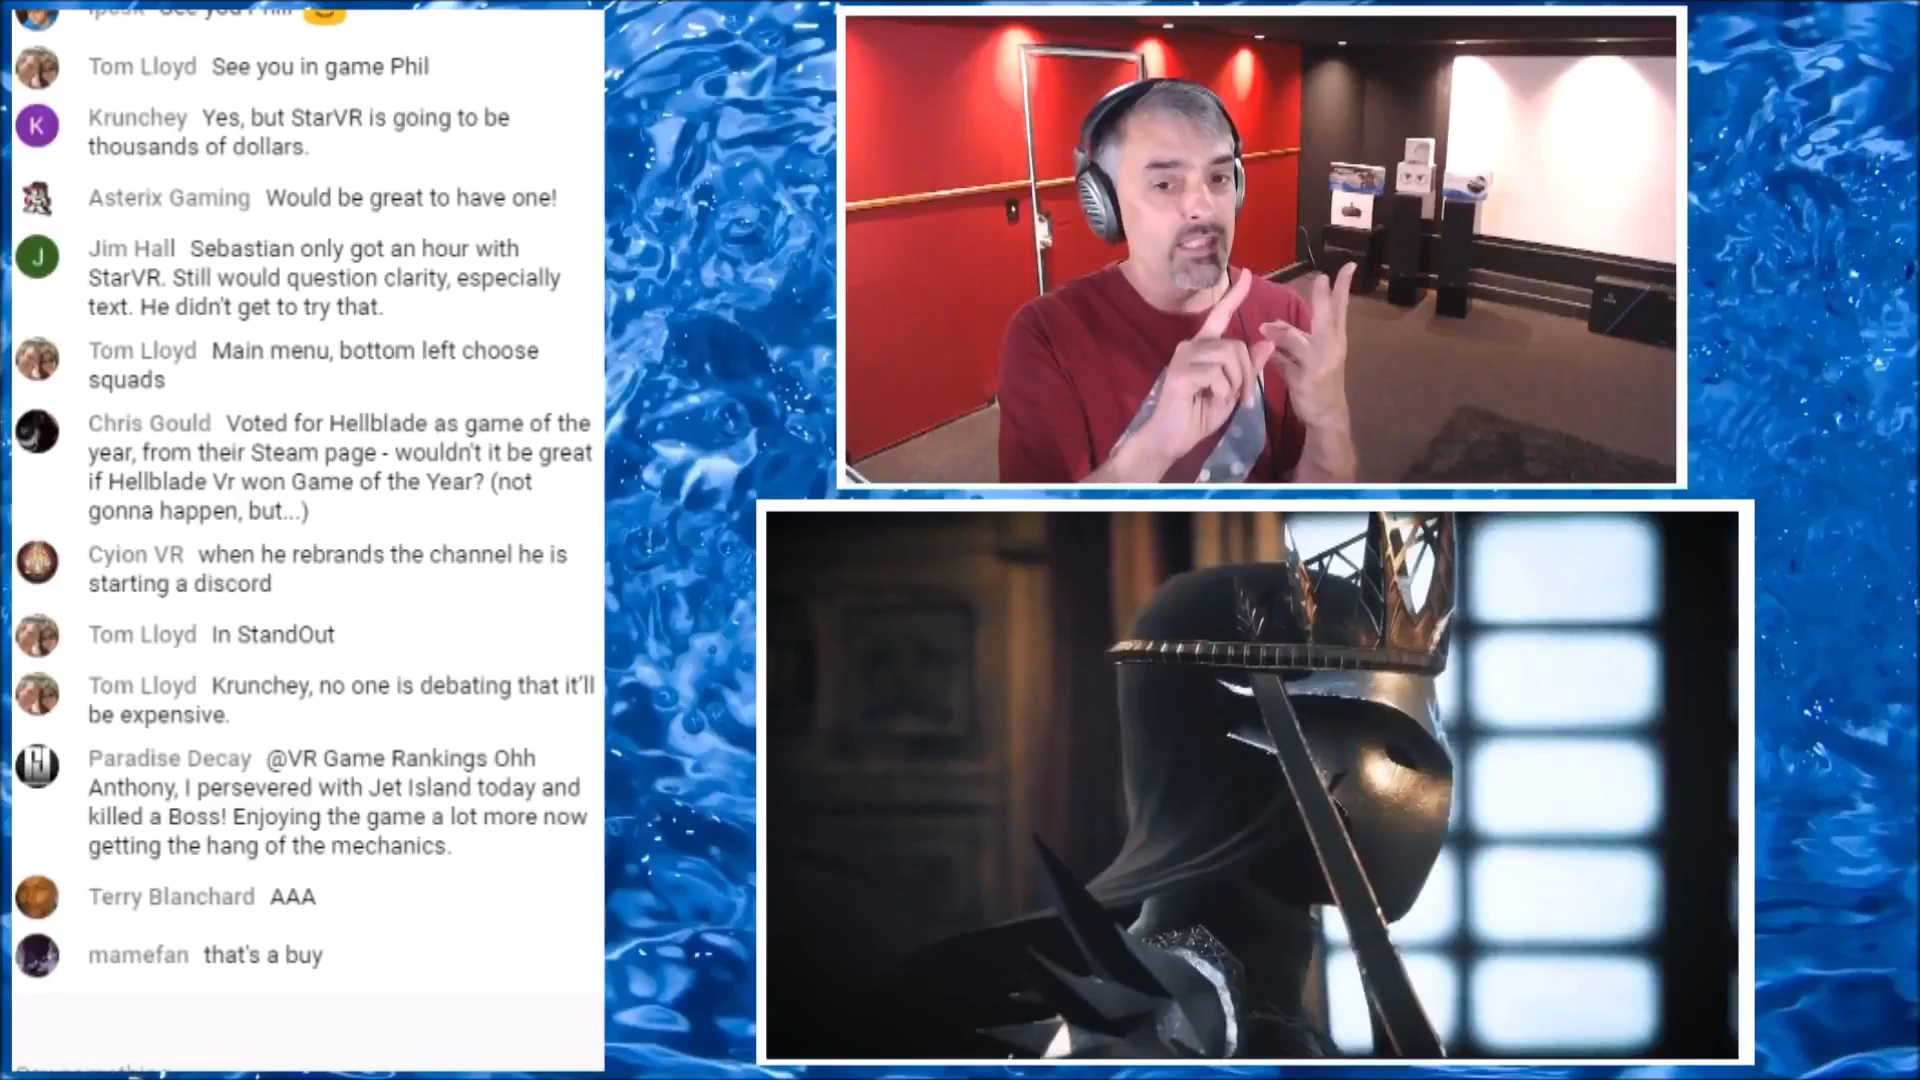 See you Phil!
Tom Lloyd See you in game Phil
Krunchey Yes, but StarVR is going to be
thousands of dollars.
Asterix Gaming Would be great to have one!
Jim Hall Sebastian only got an hour with
StarVR. Still would question clarity, especially
text. He didn't get to try that.
Tom Lloyd Main menu, bottom left choose
squads
Chris Gould Voted for Hellblade as game of the
year, from their Steam page - wouldn't it be great
if Hellblade Vr won Game of the Year? (not
gonna happen, but...)
Cyion VR when he rebrands the channel he is
starting a discord
Tom Lloyd In StandOut
Tom Lloyd Krunchey, no one is debating that it'll
be expensive.
Paradise Decay @VR Game Rankings Ohh
Anthony, I persevered with Jet Island today and
killed a Boss! Enjoying the game a lot more now
getting the hang of the mechanics.
Terry Blanchard AAA
mamefan that's a buy
K
J